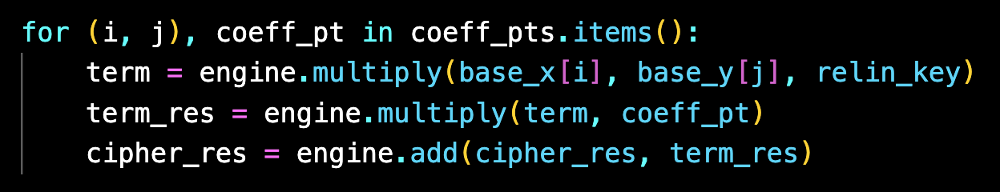 for (i, j), coeff_pt in coeff_pts.items():
    term = engine.multiply(base_x[i], base_y[j], relin_key)
    term_res = engine.multiply(term, coeff_pt)
    cipher_res = engine.add(cipher_res, term_res)